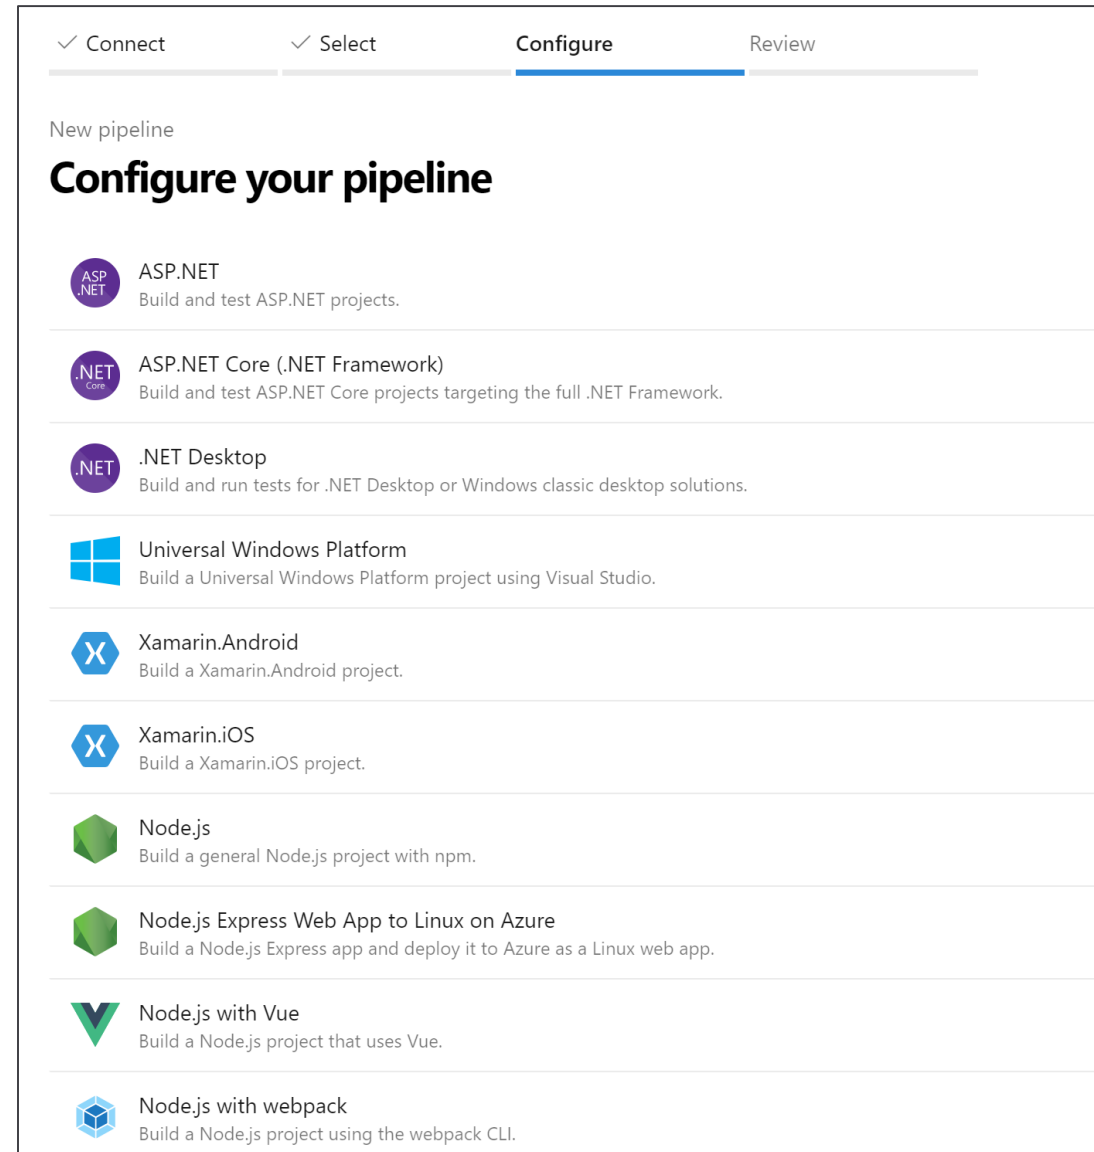 Connect Select Configure Review
New pipeline
Configure your pipeline
ASP
.NET
ASP.NET
Build and test ASP.NET projects.
.NET
Core
ASP.NET Core (.NET Framework)
Build and test ASP.NET Core projects targeting the full .NET Framework.
.NET
.NET Desktop
Build and run tests for .NET Desktop or Windows classic desktop solutions.
Universal Windows Platform
Build a Universal Windows Platform project using Visual Studio.
Xamarin.Android
Build a Xamarin.Android project.
Xamarin.iOS
Build a Xamarin.iOS project.
Node.js
Build a general Node.js project with npm.
Node.js Express Web App to Linux on Azure
Build a Node.js Express app and deploy it to Azure as a Linux web app.
Node.js with Vue
Build a Node.js project that uses Vue.
Node.js with webpack
Build a Node.js project using the webpack CLI.